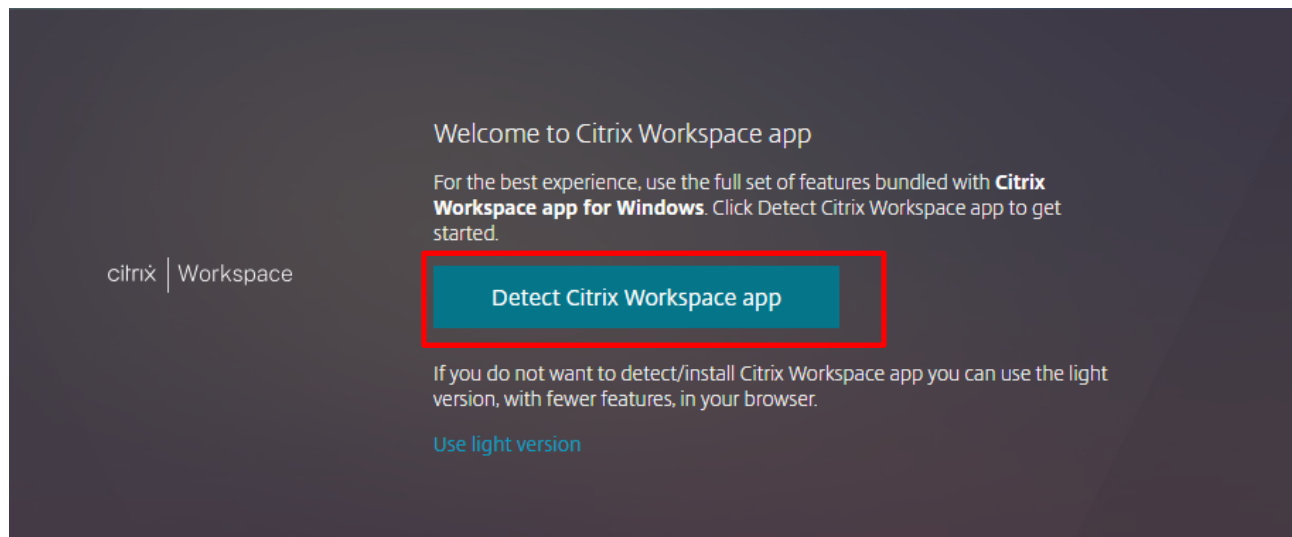 Welcome to Citrix Workspace app
For the best experience, use the full set of features bundled with Citrix
Workspace app for Windows. Click Detect Citrix Workspace app to get
started.
citrix | Workspace
Detect Citrix Workspace app
If you do not want to detect/install Citrix Workspace app you can use the light
version, with fewer features, in your browser.
Use light version